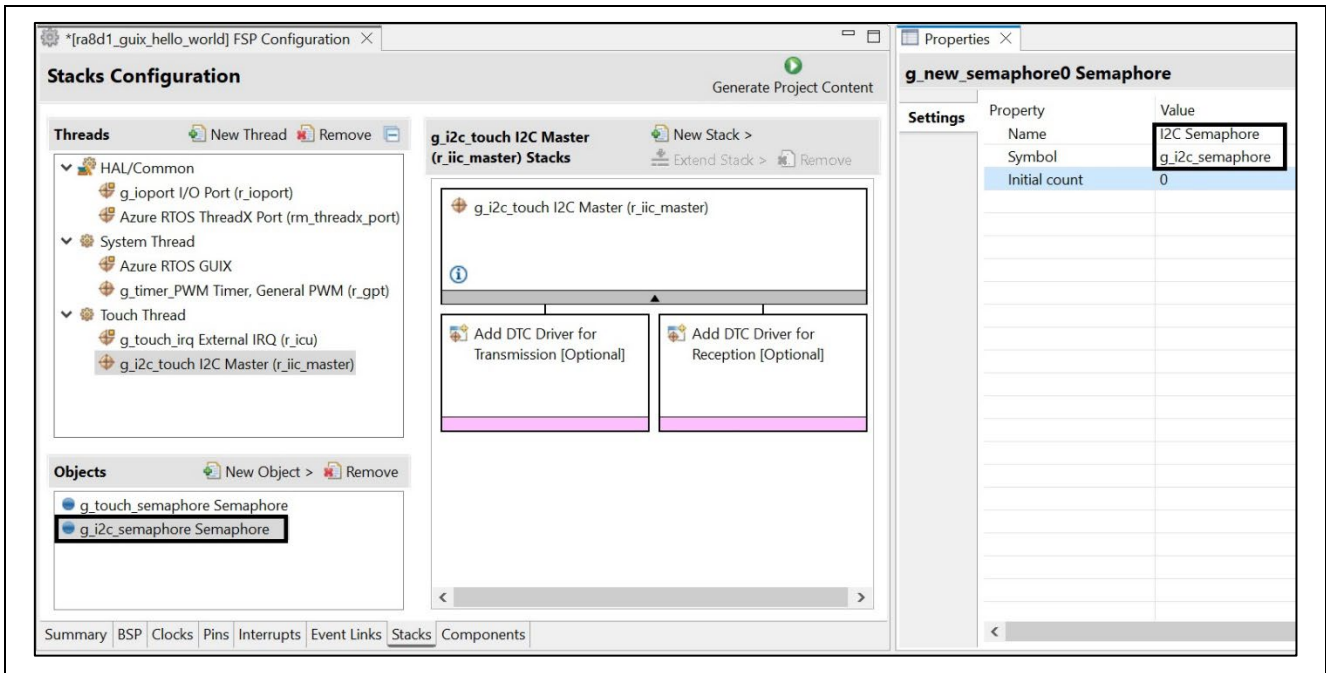 *[ra8d1_guix_hello_world] FSP Configuration
Stacks Configuration
Generate Project Content
Threads
New Thread
Remove
HAL/Common
g_ioport I/O Port (r_ioport)
Azure RTOS ThreadX Port (rm_threadx_port)
System Thread
Azure RTOS GUIX
g_timer_PWM Timer, General PWM (r_gpt)
Touch Thread
g_touch_irq External IRQ (r_icu)
g_i2c_touch I2C Master (r_iic_master)
Objects
New Object >
Remove
g_touch_semaphore Semaphore
g_i2c_semaphore Semaphore
g_i2c_touch I2C Master
(r_iic_master) Stacks
New Stack >
Extend Stack >
Remove
g_i2c_touch I2C Master (r_iic_master)
Add DTC Driver for
Transmission [Optional]
Add DTC Driver for
Reception [Optional]
Summary BSP Clocks Pins Interrupts Event Links Stacks Components
Properties
g_new_semaphore0 Semaphore
Settings
Property Value
Name I2C Semaphore
Symbol g_i2c_semaphore
Initial count 0